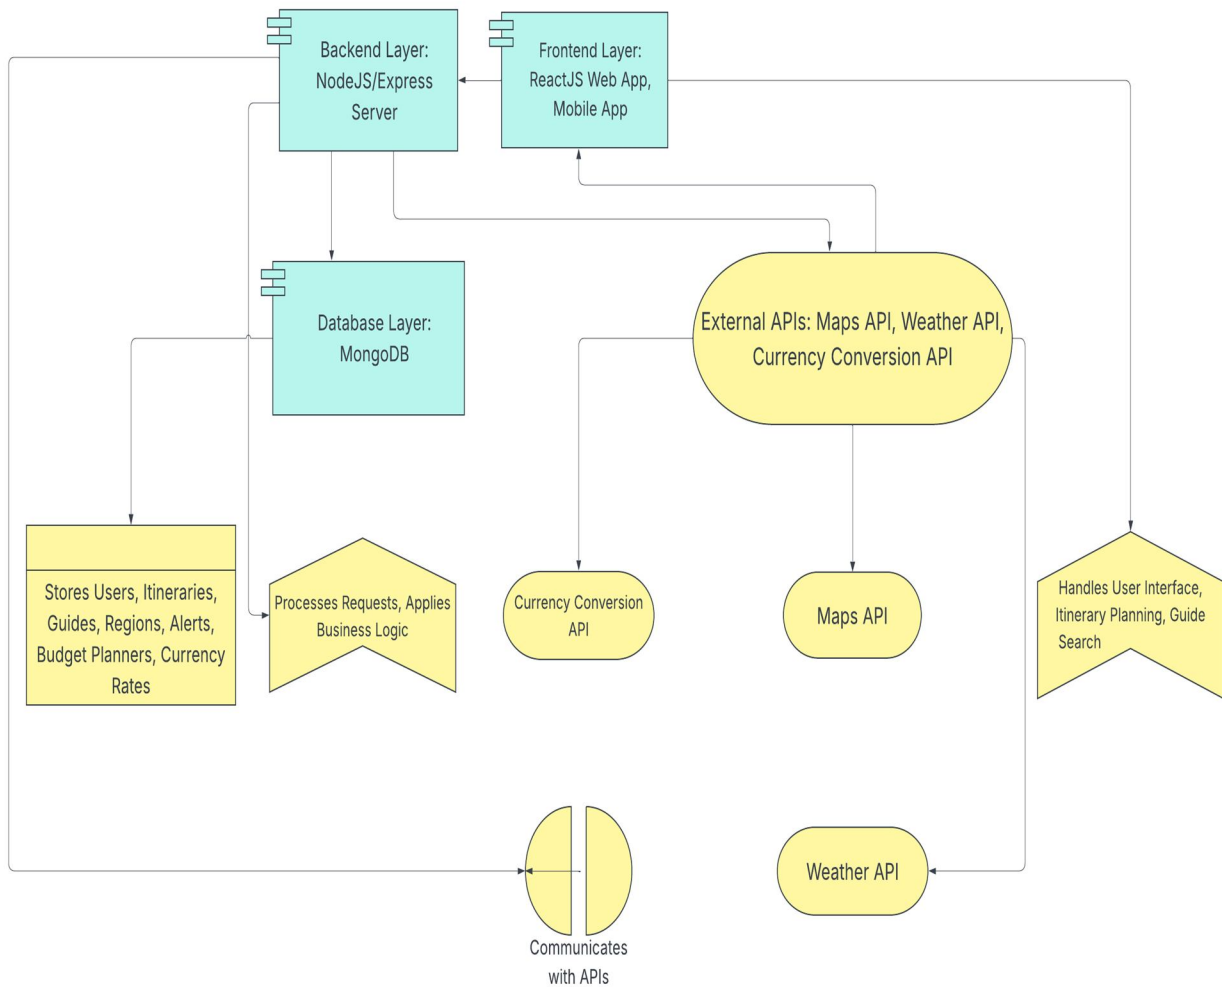 Backend Layer:
NodeJS/Express
Server
Frontend Layer:
ReactJS Web App,
Mobile App
Database Layer:
MongoDB
External APIs: Maps API, Weather API,
Currency Conversion API
Stores Users, Itineraries,
Guides, Regions, Alerts,
Budget Planners, Currency
Rates
Processes Requests, Applies
Business Logic
Currency Conversion
API
Maps API
Handles User Interface,
Itinerary Planning, Guide
Search
Communicates
with APIs
Weather API